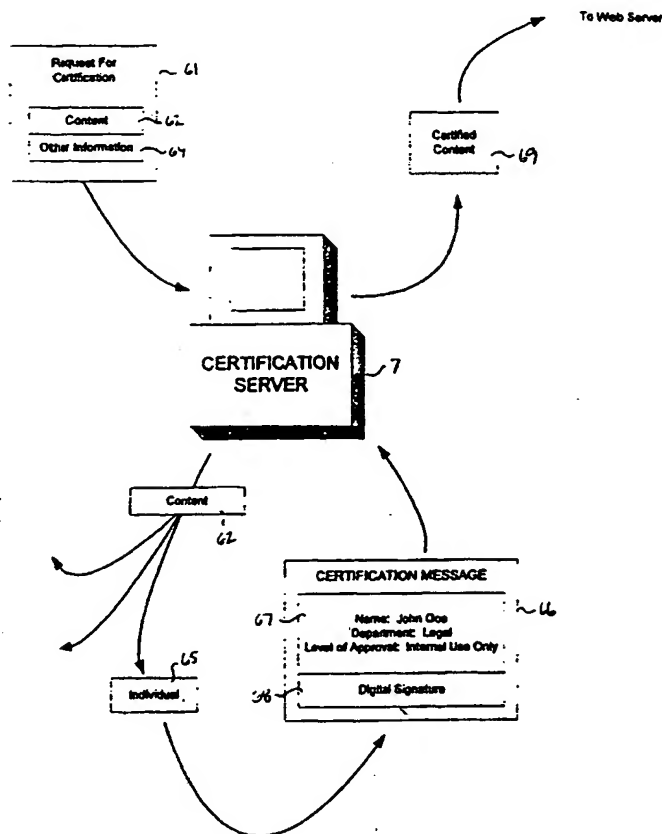 To Web Server
Request For
Certification
61
Content
62
Other Information
64
Certified
Content
69
CERTIFICATION
SERVER
7
Content
62
CERTIFICATION MESSAGE
67
Name: John Doe
Department: Legal
Level of Approval: Internal Use Only
66
Digital Signature
65
Individual